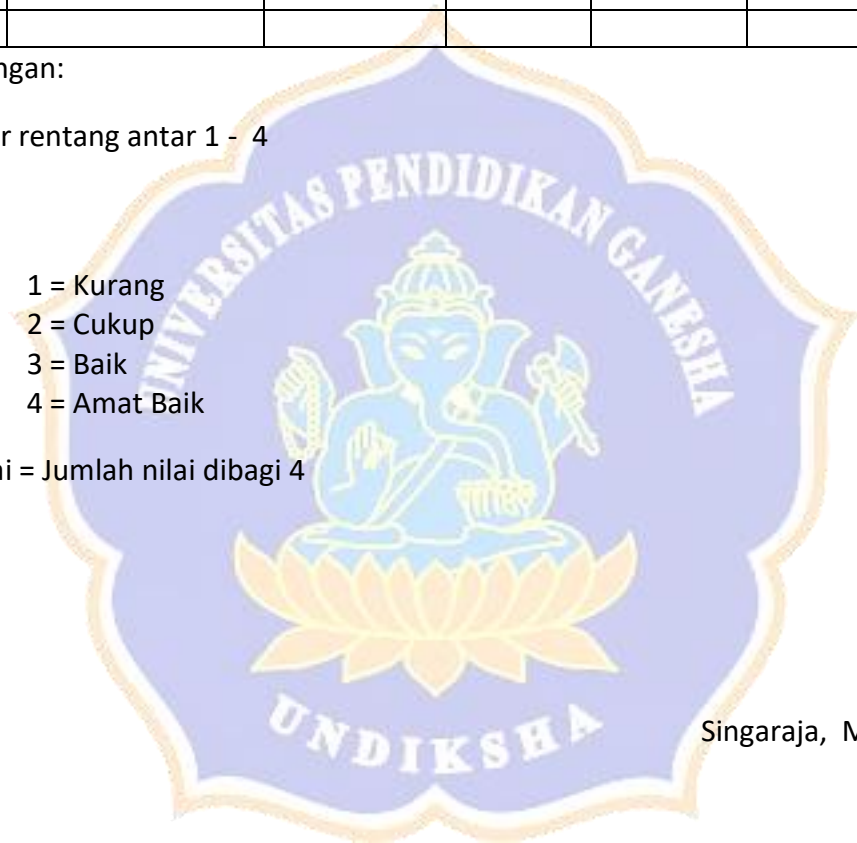 ngan:
r rentang antar 1 - 4
UNIVERSITAS PENDIDIKAN GANESHA
1 = Kurang
2 = Cukup
3 = Baik
4 = Amat Baik
i = Jumlah nilai dibagi 4
UNDIKSHA
Singaraja, M